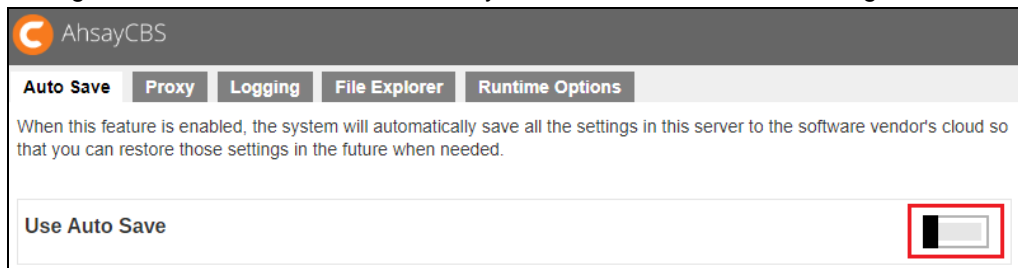 AhsayCBS
Auto Save Proxy Logging File Explorer Runtime Options
When this feature is enabled, the system will automatically save all the settings in this server to the software vendor's cloud so
that you can restore those settings in the future when needed.
Use Auto Save